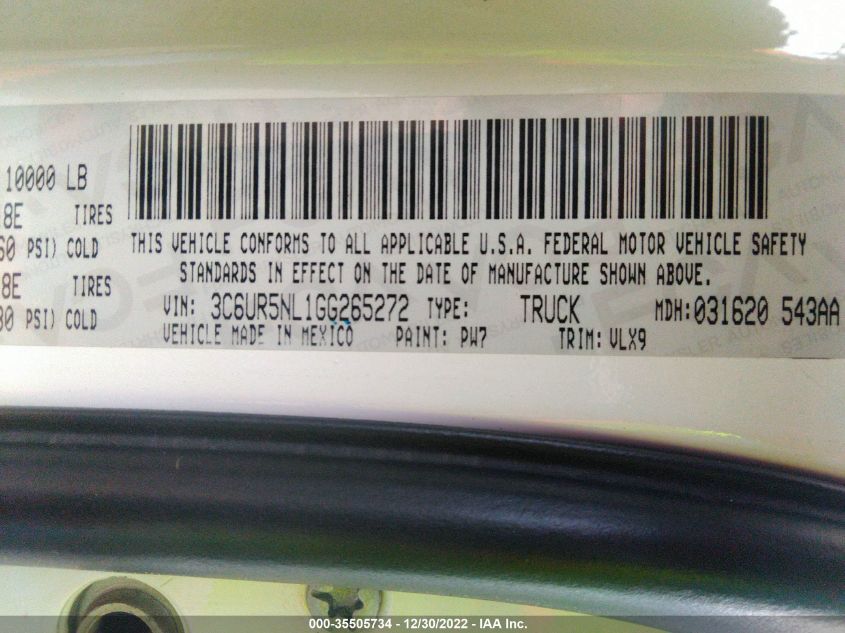 10000 LB
8E TIRES
60 PSI) COLD
8E TIRES
80 PSI) COLD
THIS VEHICLE CONFORMS TO ALL APPLICABLE U.S.A. FEDERAL MOTOR VEHICLE SAFETY
STANDARDS IN EFFECT ON THE DATE OF MANUFACTURE SHOWN ABOVE.
VIN: 3C6UR5NL1GG265272 TYPE: TRUCK MDH:031620 543AA
VEHICLE MADE IN MEXICO PAINT: PW7 TRIM: VLX9
000-35505734 - 12/30/2022 - IAA Inc.